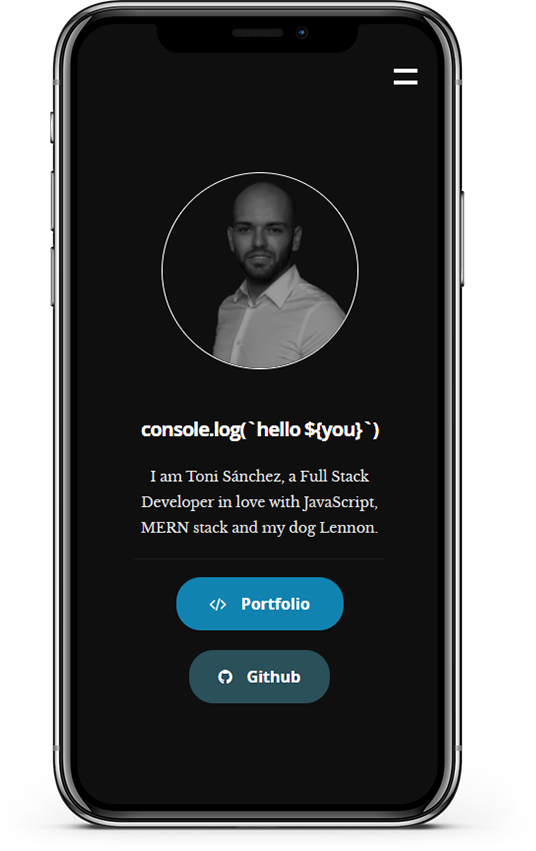 console.log(`hello ${you}`)
I am Toni Sánchez, a Full Stack
Developer in love with JavaScript,
MERN stack and my dog Lennon.
</> Portfolio
Github